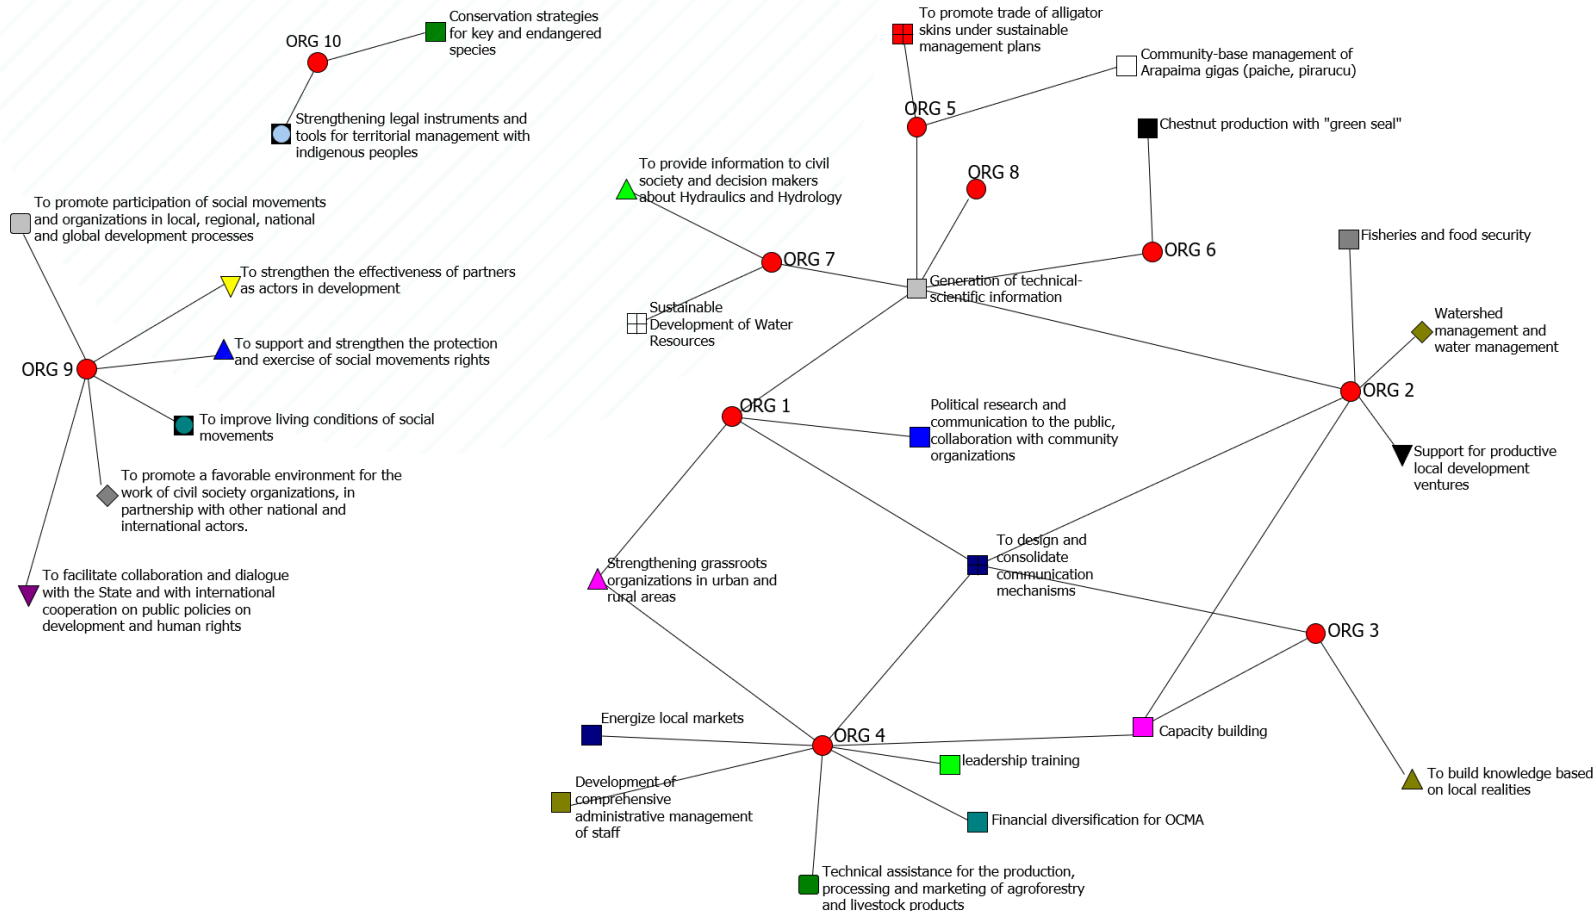 Conservation strategies
for key and endangered
species
ORG 10
Strengthening legal instruments and
tools for territorial management with
indigenous peoples
To promote trade of alligator
skins under sustainable
management plans
Community-base management of
Arapaima gigas (paiche, pirarucu)
ORG 5
Chestnut production with "green seal"
To provide information to civil
society and decision makers
about Hydraulics and Hydrology
ORG 8
To promote participation of social movements
and organizations in local, regional, national
and global development processes
ORG 7
ORG 6
Fisheries and food security
To strengthen the effectiveness of partners
as actors in development
Generation of technical-
scientific information
Sustainable
Development of Water
Resources
Watershed
management and
water management
To support and strengthen the protection
and exercise of social movements rights
ORG 9
ORG 2
ORG 1
Political research and
communication to the public,
collaboration with community
organizations
To improve living conditions of social
movements
Support for productive
local development
ventures
To promote a favorable environment for the
work of civil society organizations, in
partnership with other national and
international actors.
To design and
consolidate
communication
mechanisms
Strengthening grassroots
organizations in urban and
rural areas
To facilitate collaboration and dialogue
with the State and with international
cooperation on public policies on
development and human rights
ORG 3
Energize local markets
ORG 4
Capacity building
leadership training
To build knowledge based
on local realities
Development of
comprehensive
administrative management
of staff
Financial diversification for OCMA
Technical assistance for the production,
processing and marketing of agroforestry
and livestock products